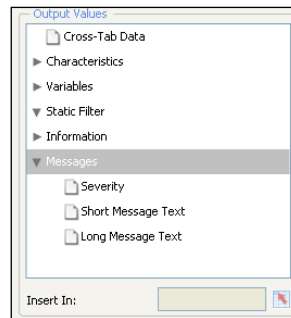 Output Values
Cross-Tab Data
Characteristics
Variables
Static Filter
Information
Messages
Severity
Short Message Text
Long Message Text
Insert In: